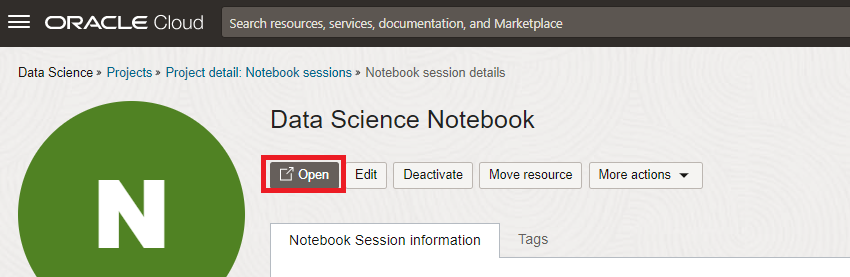 ORACLE Cloud Search resources, services, documentation, and Marketplace
Data Science » Projects » Project detail: Notebook sessions » Notebook session details
N
Data Science Notebook
Open Edit Deactivate Move resource More actions
Notebook Session information Tags